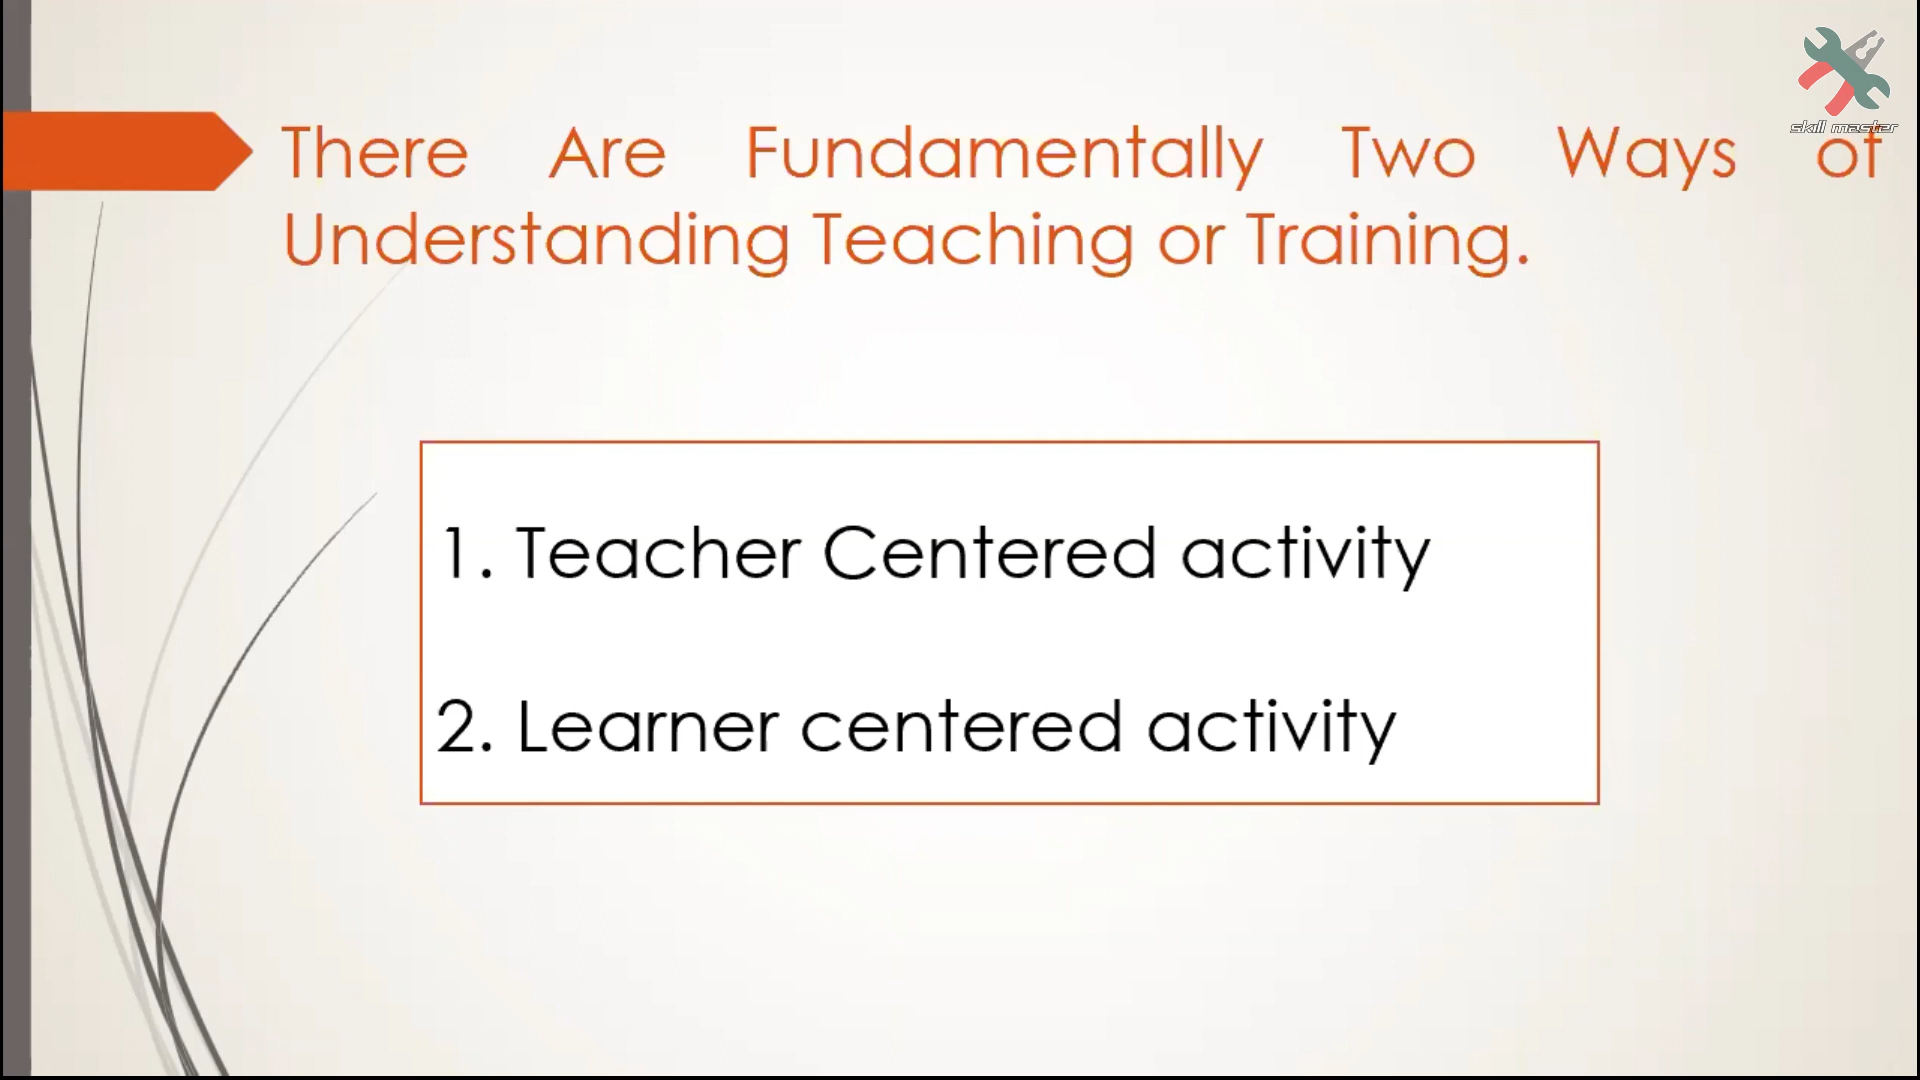 skill master
There Are Fundamentally Two Ways of
Understanding Teaching or Training.
1. Teacher Centered activity
2. Learner centered activity